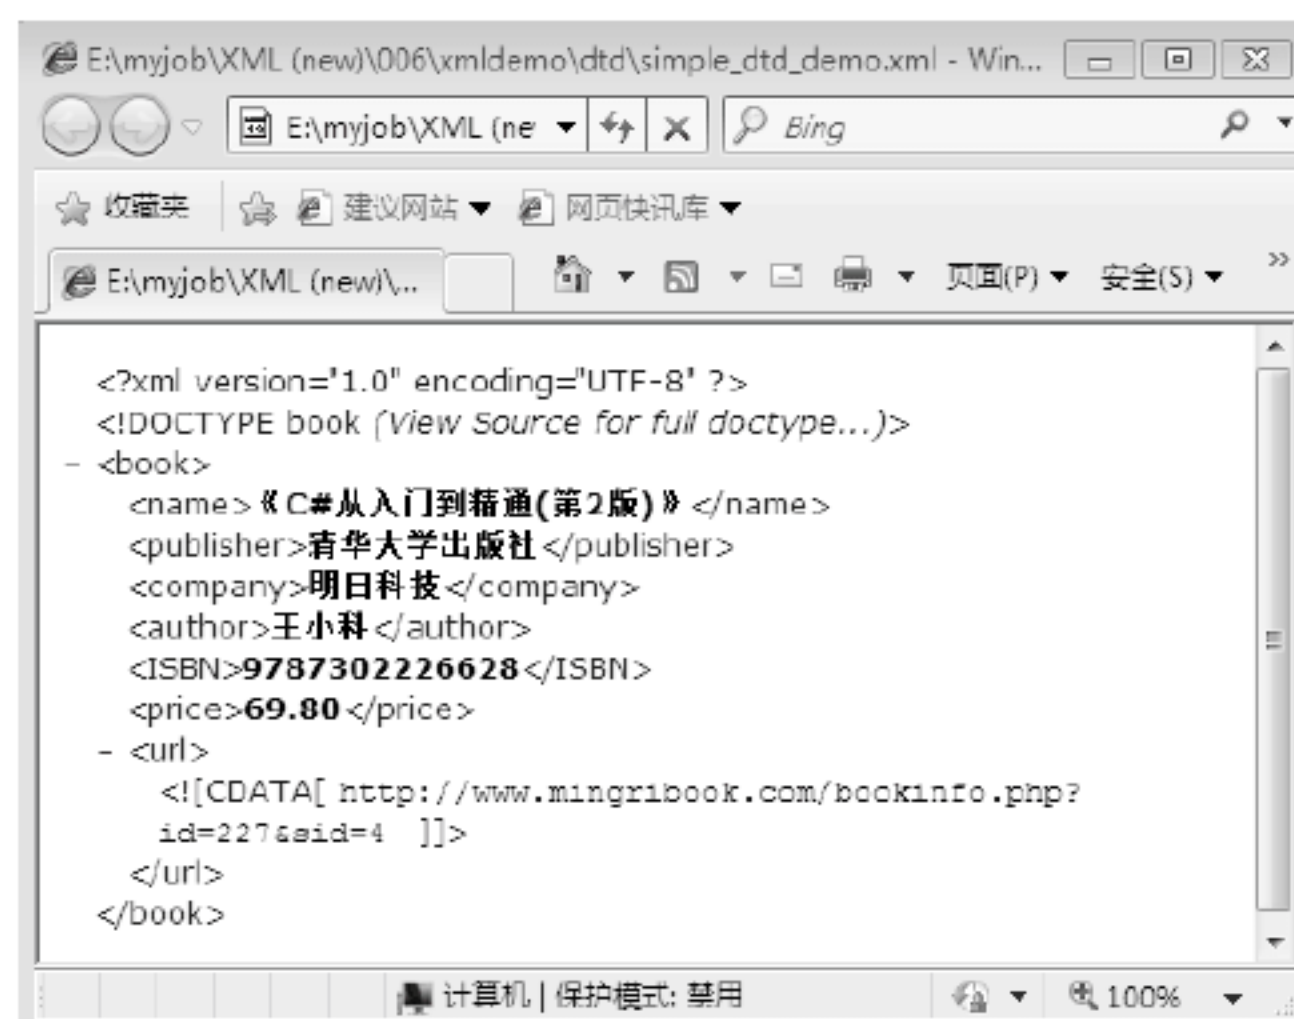 E:\myjob\XML (new)\006\xmldemo\dtd\simple_dtd_demo.xml - Win...
E:\myjob\XML (ne
Bing
收藏夹 建议网站 网页快讯库
E:\myjob\XML (new)\... 页面(P) 安全(S) »
<?xml version="1.0" encoding="UTF-8" ?>
<!DOCTYPE book (View Source for full doctype...)>
- <book>
<name>《C#从入门到精通(第2版)》</name>
<publisher>清华大学出版社</publisher>
<company>明日科技</company>
<author>王小科</author>
<ISBN>9787302226628</ISBN>
<price>69.80</price>
- <url>
<![CDATA[ http://www.mingribook.com/bookinfo.php?
id=227&sid=4 ]]>
</url>
</book>
计算机 | 保护模式: 禁用 100%